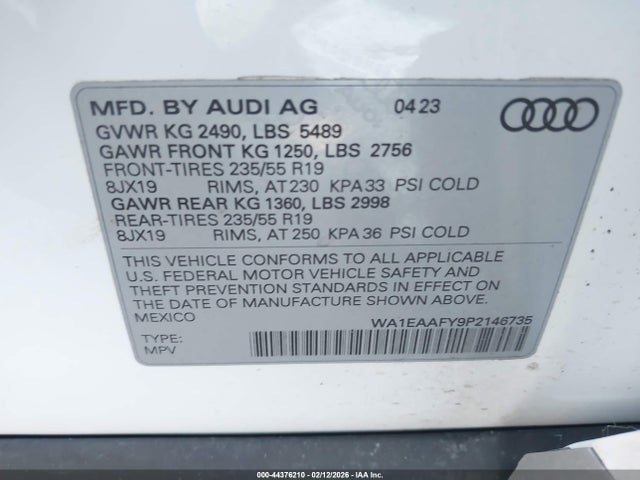 MFD. BY AUDI AG 04 23
GVWR KG 2490, LBS 5489
GAWR FRONT KG 1250, LBS 2756
FRONT-TIRES 235/55 R19
8JX19 RIMS, AT 230 KPA 33 PSI COLD
GAWR REAR KG 1360, LBS 2998
REAR-TIRES 235/55 R19
8JX19 RIMS, AT 250 KPA 36 PSI COLD
THIS VEHICLE CONFORMS TO ALL APPLICABLE
U.S. FEDERAL MOTOR VEHICLE SAFETY AND
THEFT PREVENTION STANDARDS IN EFFECT ON
THE DATE OF MANUFACTURE SHOWN ABOVE.
MEXICO
WA1EAAFY9P2146735
TYPE:
MPV
000-44376210 - 02/12/2026 - IAA Inc.